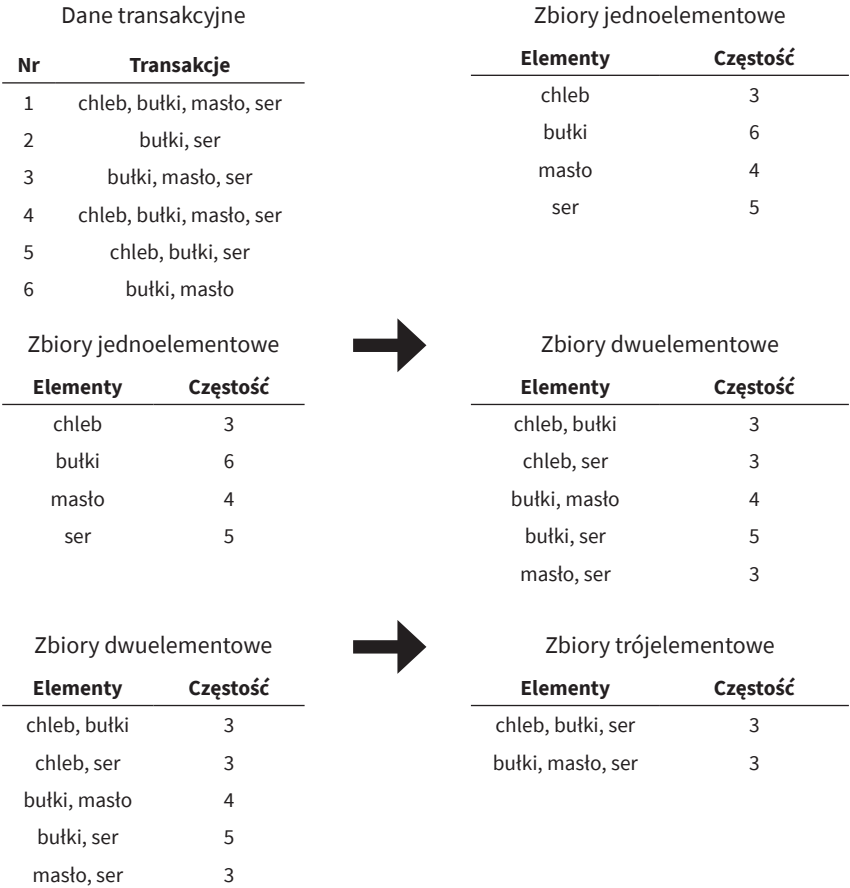 Dane transakcyjne
Nr Transakcje
1 chleb, bułki, masło, ser
2 bułki, ser
3 bułki, masło, ser
4 chleb, bułki, masło, ser
5 chleb, bułki, ser
6 bułki, masło
Zbiory jednoelementowe
Elementy Częstość
chleb 3
bułki 6
masło 4
ser 5
Zbiory jednoelementowe
Elementy Częstość
chleb 3
bułki 6
masło 4
ser 5
Zbiory dwuelementowe
Elementy Częstość
chleb, bułki 3
chleb, ser 3
bułki, masło 4
bułki, ser 5
masło, ser 3
Zbiory dwuelementowe
Elementy Częstość
chleb, bułki 3
chleb, ser 3
bułki, masło 4
bułki, ser 5
masło, ser 3
Zbiory trójelementowe
Elementy Częstość
chleb, bułki, ser 3
bułki, masło, ser 3